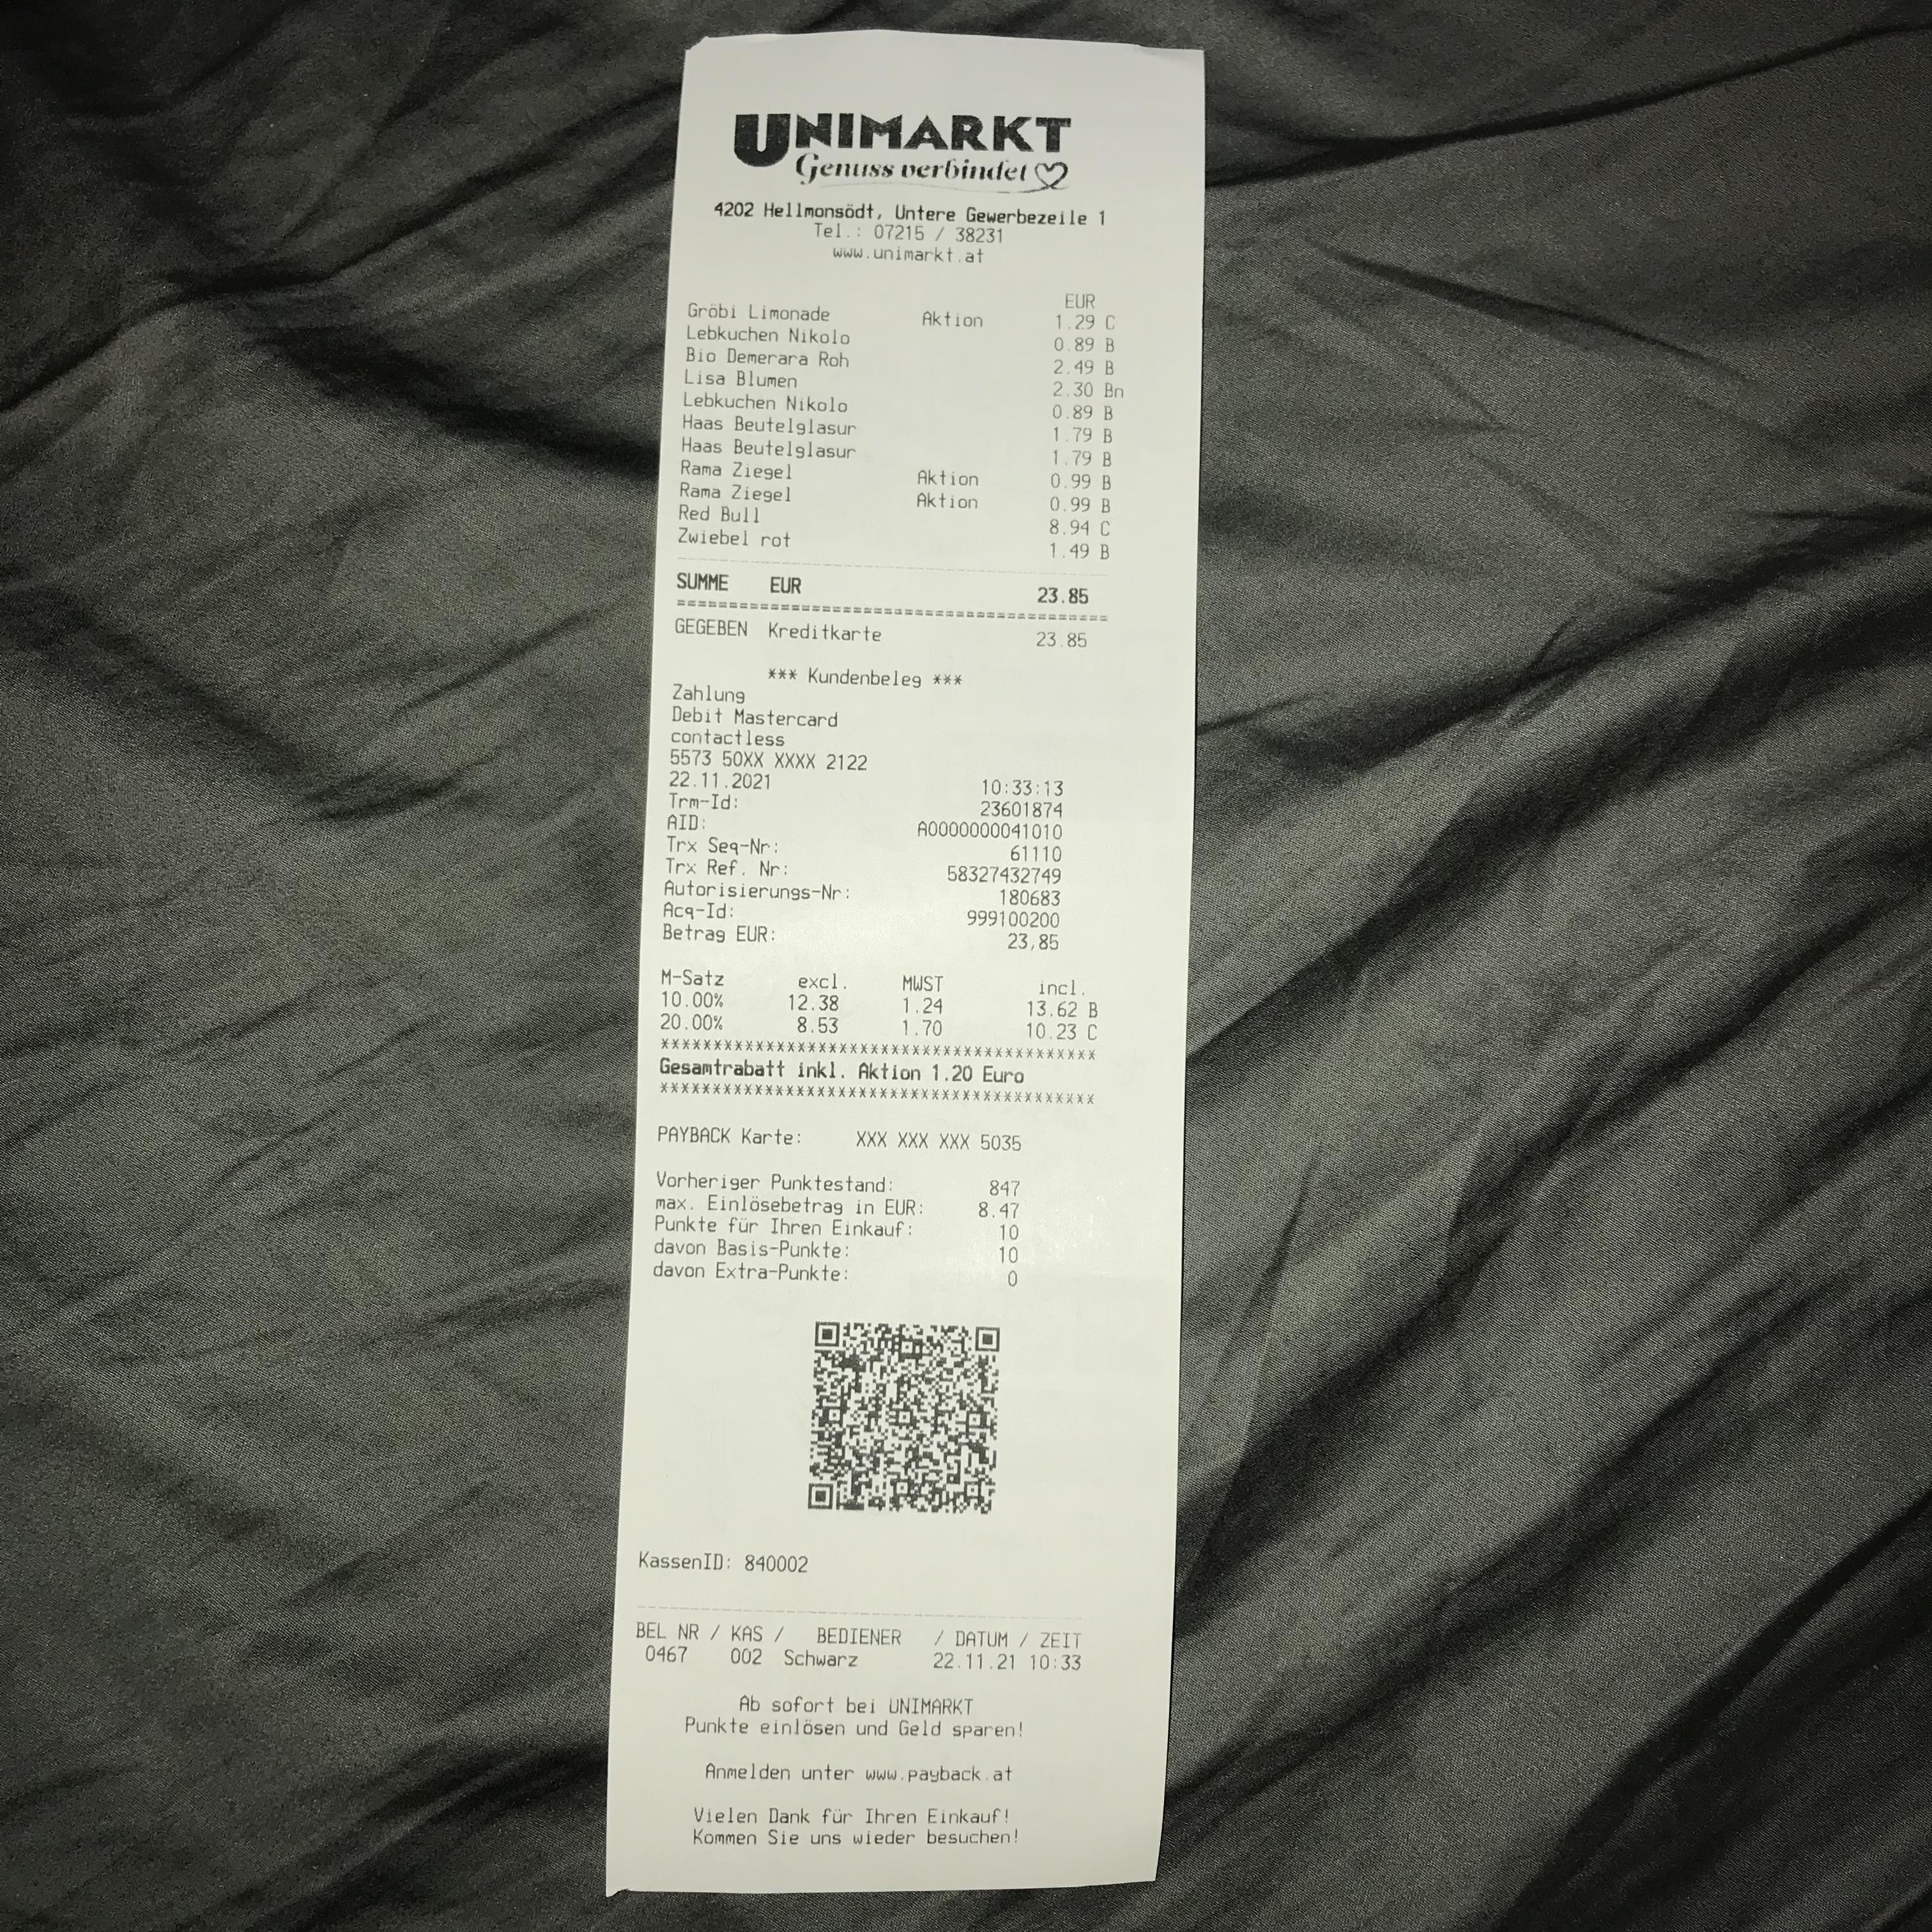 UNIMARKT
Genuss verbindet
4202 Hellmonsödt, Untere Gewerbezeile 1
Tel.: 07215 / 38231
www.unimarkt.at
EUR
Gröbi Limonade Aktion 1.29 C
Lebkuchen Nikolo 0.89 B
Bio Demerara Roh 2.49 B
Lisa Blumen 2.30 Bn
Lebkuchen Nikolo 0.89 B
Haas Beutelglasur 1.79 B
Haas Beutelglasur 1.79 B
Rama Ziegel Aktion 0.99 B
Rama Ziegel Aktion 0.99 B
Red Bull 8.94 C
Zwiebel rot 1.49 B
SUMME EUR 23.85
GEGEBEN Kreditkarte 23.85
*** Kundenbeleg ***
Zahlung
Debit Mastercard
contactless
5573 50XX XXXX 2122
22.11.2021 10:33:13
Trm-Id: 23601874
AID: A0000000041010
Trx Seq-Nr: 61110
Trx Ref. Nr: 58327432749
Autorisierungs-Nr: 180683
Acq-Id: 999100200
Betrag EUR: 23,85
M-Satz excl. MWST incl.
10.00% 12.38 1.24 13.62 B
20.00% 8.53 1.70 10.23 C
******************************************
Gesamtrabatt inkl. Aktion 1.20 Euro
******************************************
PAYBACK Karte: XXX XXX XXX 5035
Vorheriger Punktestand: 847
max. Einlösebetrag in EUR: 8.47
Punkte für Ihren Einkauf: 10
davon Basis-Punkte: 10
davon Extra-Punkte: 0
KassenID: 840002
BEL NR / KAS / BEDIENER / DATUM / ZEIT
0467 002 Schwarz 22.11.21 10:33
Ab sofort bei UNIMARKT
Punkte einlösen und Geld sparen!
Anmelden unter www.payback.at
Vielen Dank für Ihren Einkauf!
Kommen Sie uns wieder besuchen!